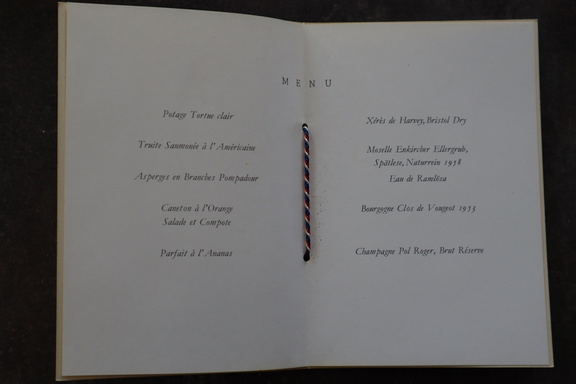 MENU
Potage Tortue clair
Truite Saumonée à l'Américaine
Asperges en Branches Pompadour
Caneton à l'Orange
Salade et Compote
Parfait à l'Ananas
Xérès de Harvey, Bristol Dry
Moselle Enkircher Ellergrub,
Spätlese, Naturrein 1958
Eau de Ramlösa
Bourgogne Clos de Vougeot 1953
Champagne Pol Roger, Brut Réserve